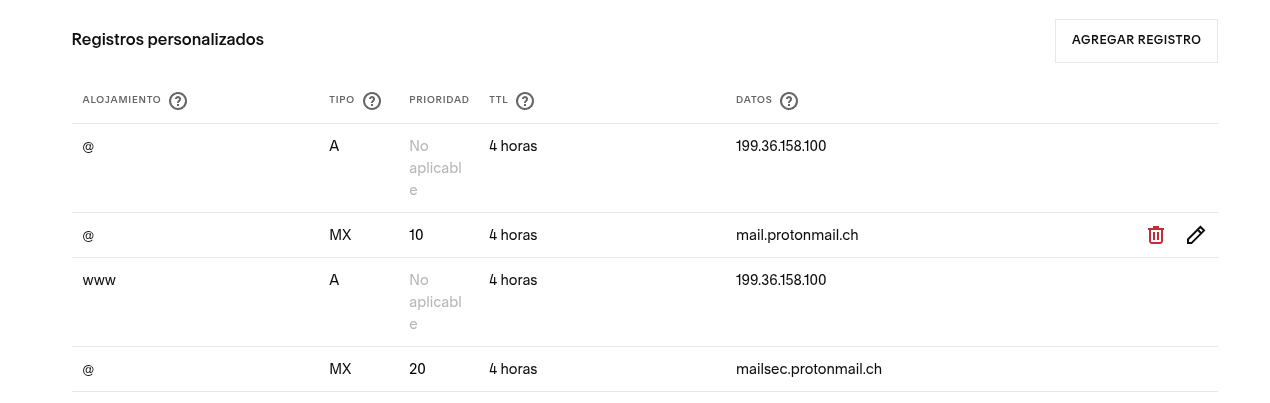 Registros personalizados
AGREGAR REGISTRO
ALOJAMIENTO ? TIPO ? PRIORIDAD TTL ? DATOS ?
@ A No aplicable 4 horas 199.36.158.100
@ MX 10 4 horas mail.protonmail.ch
www A No aplicable 4 horas 199.36.158.100
@ MX 20 4 horas mailsec.protonmail.ch